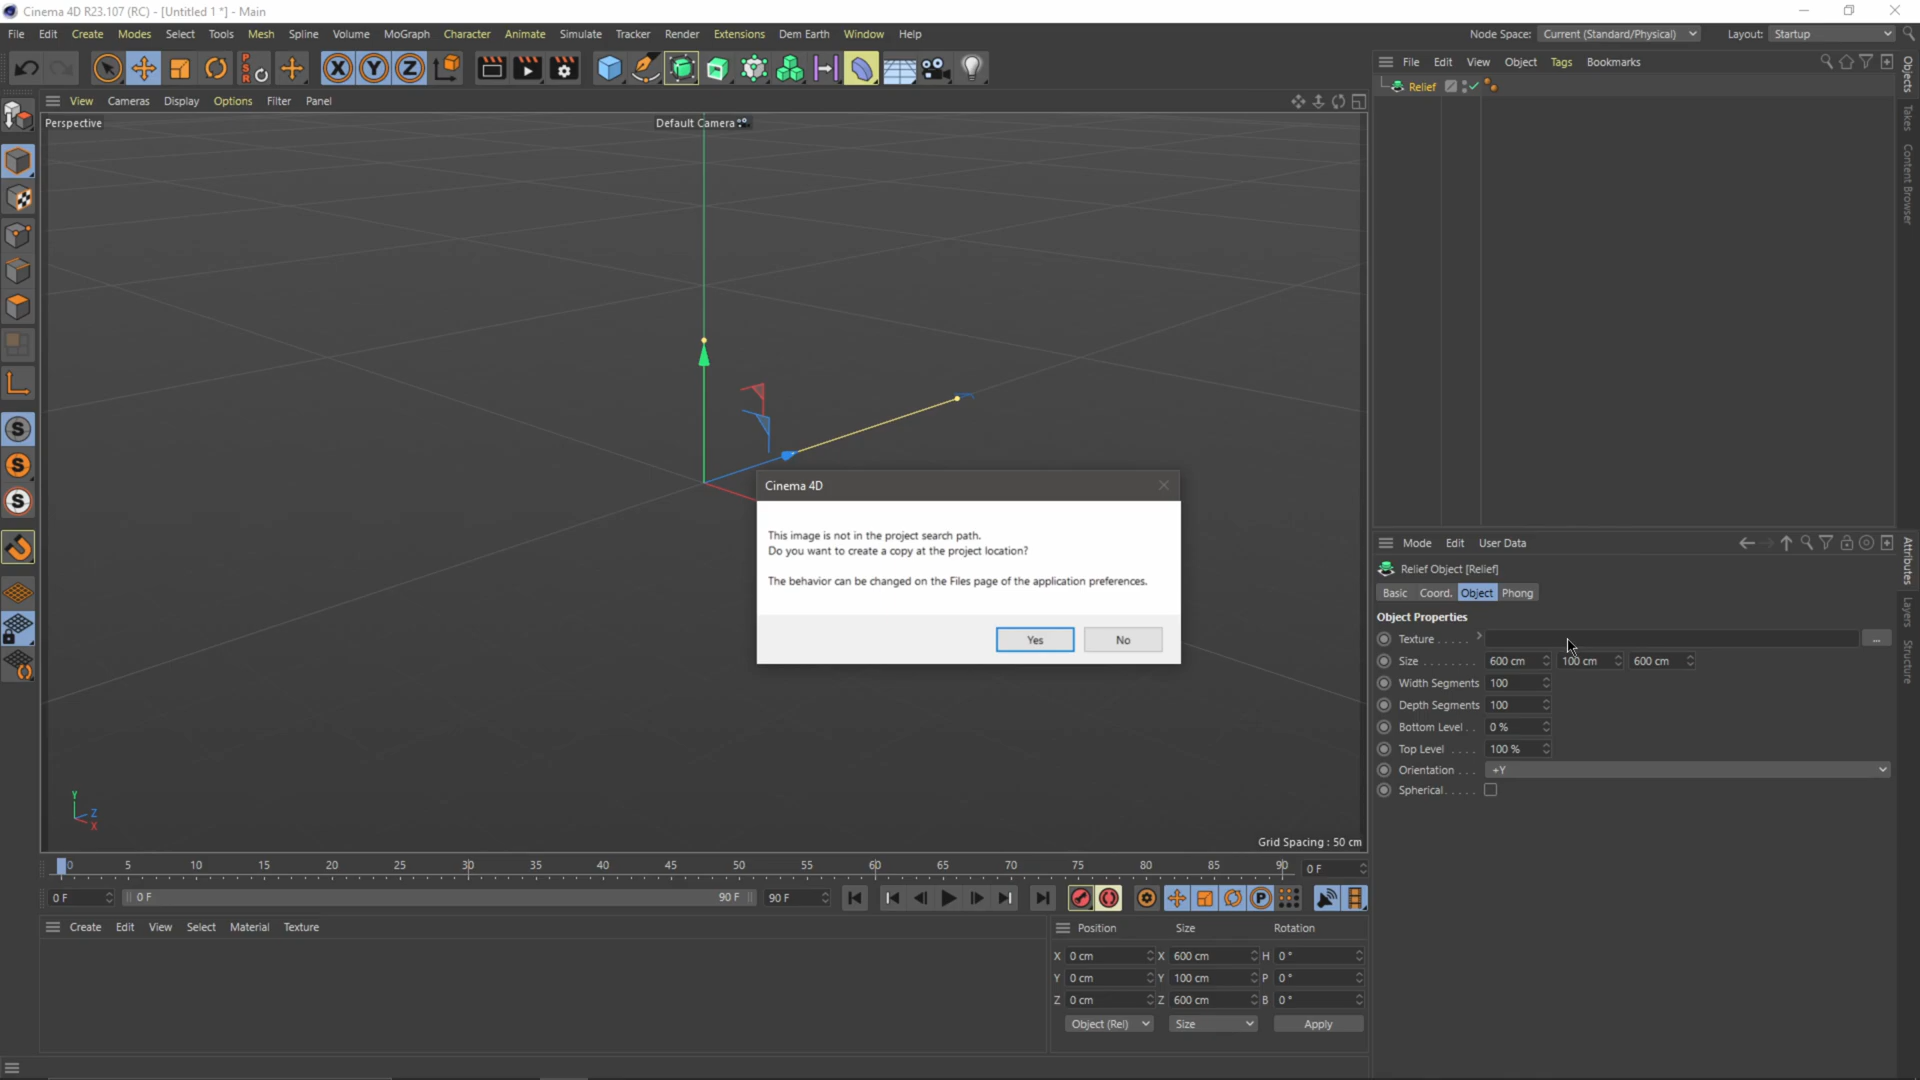 Cinema 4D R23.107 (RC) - [Untitled 1 *] - Main
File Edit Create Modes Select Tools Mesh Spline Volume MoGraph Character Animate Simulate Tracker Render Extensions Dem Earth Window Help
Node Space: Current (Standard/Physical) Layout: Startup
PSR X Y Z
File Edit View Object Tags Bookmarks
Relief
View Cameras Display Options Filter Panel
Perspective
Default Camera
Objects
Takes
Content Browser
S
S
S
Cinema 4D
This image is not in the project search path.
Do you want to create a copy at the project location?
The behavior can be changed on the Files page of the application preferences.
Yes No
Mode Edit User Data
Relief Object [Relief]
Basic Coord. Object Phong
Object Properties
Texture . . . . . ...
Size . . . . . . . . 600 cm 100 cm 600 cm
Width Segments 100
Depth Segments 100
Bottom Level . . 0 %
Top Level . . . . 100 %
Orientation . . . +Y
Spherical . . . . .
Attributes
Layers
Structure
Y
Z
X
Grid Spacing : 50 cm
0 5 10 15 20 25 30 35 40 45 50 55 60 65 70 75 80 85 90 0 F
0 F 0 F 90 F 90 F P
Create Edit View Select Material Texture
Position Size Rotation
X 0 cm X 600 cm H 0 °
Y 0 cm Y 100 cm P 0 °
Z 0 cm Z 600 cm B 0 °
Object (Rel) Size Apply